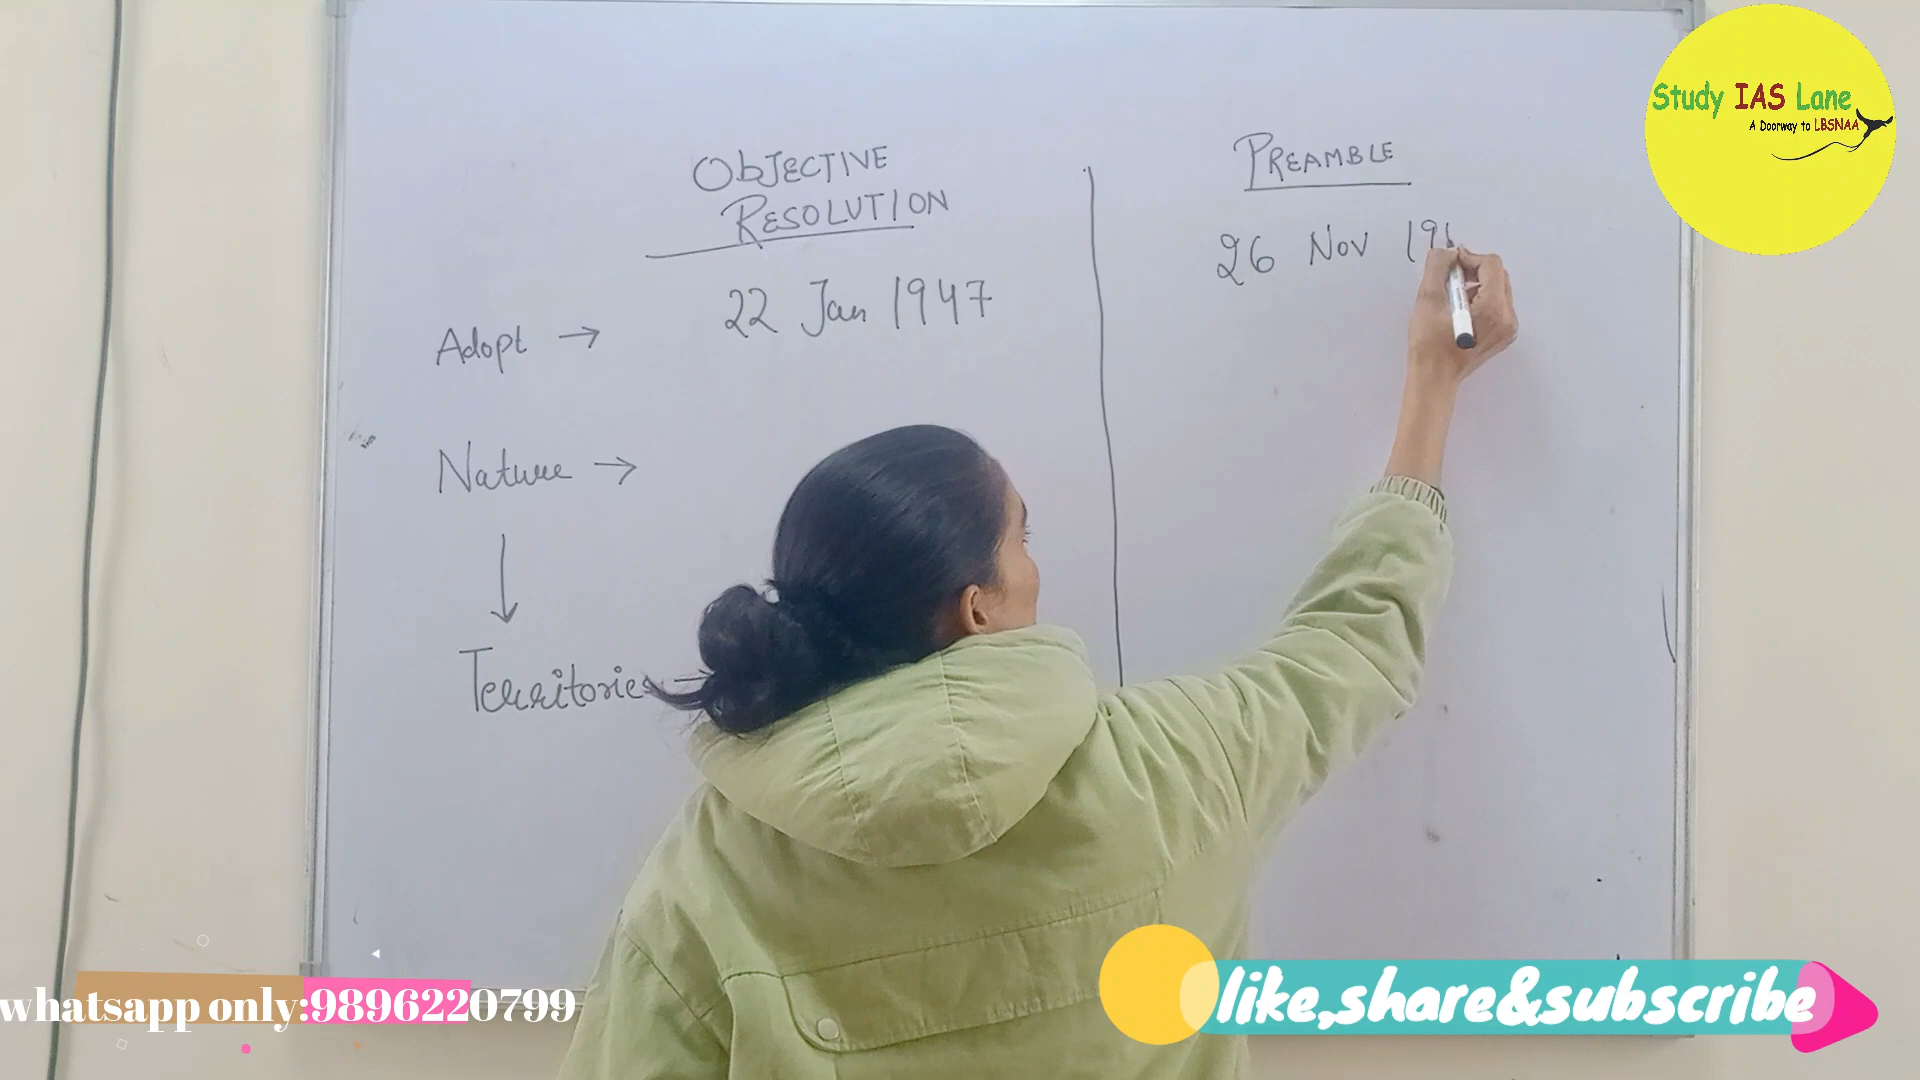 Study IAS Lane
A Doorway to LBSNAA
OBJECTIVE
RESOLUTION
PREAMBLE
Adopt → 22 Jan 1947
26 Nov 19
Nature →
↓
Territories →
whatsapp only:9896220799
like,share&subscribe